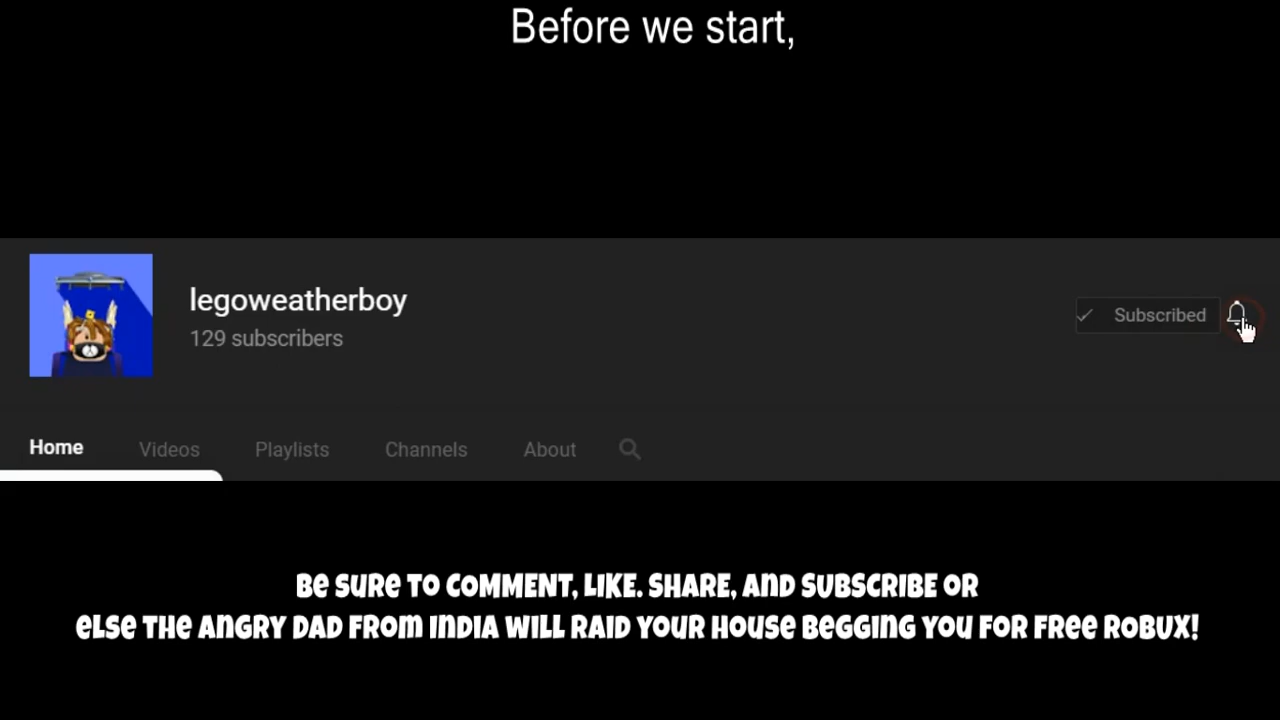 Before we start,
legoweatherboy
129 subscribers
Subscribed
Home Videos Playlists Channels About
Be sure to comment, like. share, and subscribe or
else the angry dad from india will raid your house begging you for free robux!